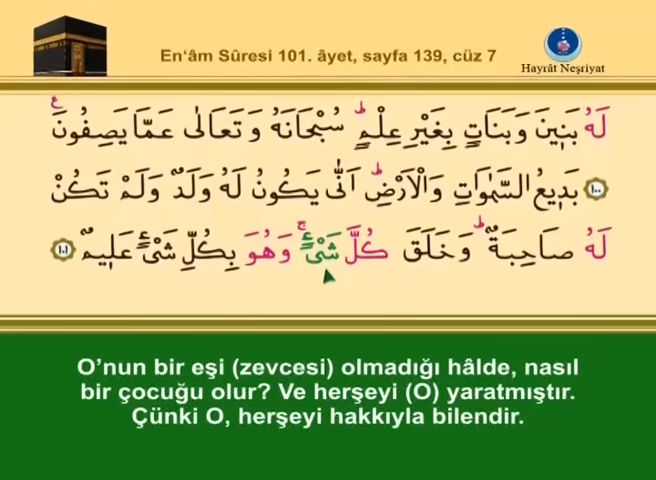 En'âm Sûresi 101. âyet, sayfa 139, cüz 7
Hayrât Neşriyat
لَهُ بَنٖينَ وَبَنَاتٍ بِغَيْرِ عِلْمٍ ط سُبْحَانَهُ وَتَعَالٰى عَمَّا يَصِفُونَ ع
﴿١٠٠﴾ بَدٖيعُ السَّمٰوَاتِ وَالْاَرْضِ ط اَنّٰى يَكُونُ لَهُ وَلَدٌ وَلَمْ تَكُنْ
لَهُ صَاحِبَةٌ ط وَخَلَقَ كُلَّ شَىْءٍ ج وَهُوَ بِكُلِّ شَىْءٍ عَلٖيمٌ ﴿١٠١﴾
O'nun bir eşi (zevcesi) olmadığı hâlde, nasıl
bir çocuğu olur? Ve herşeyi (O) yaratmıştır.
Çünki O, herşeyi hakkıyla bilendir.